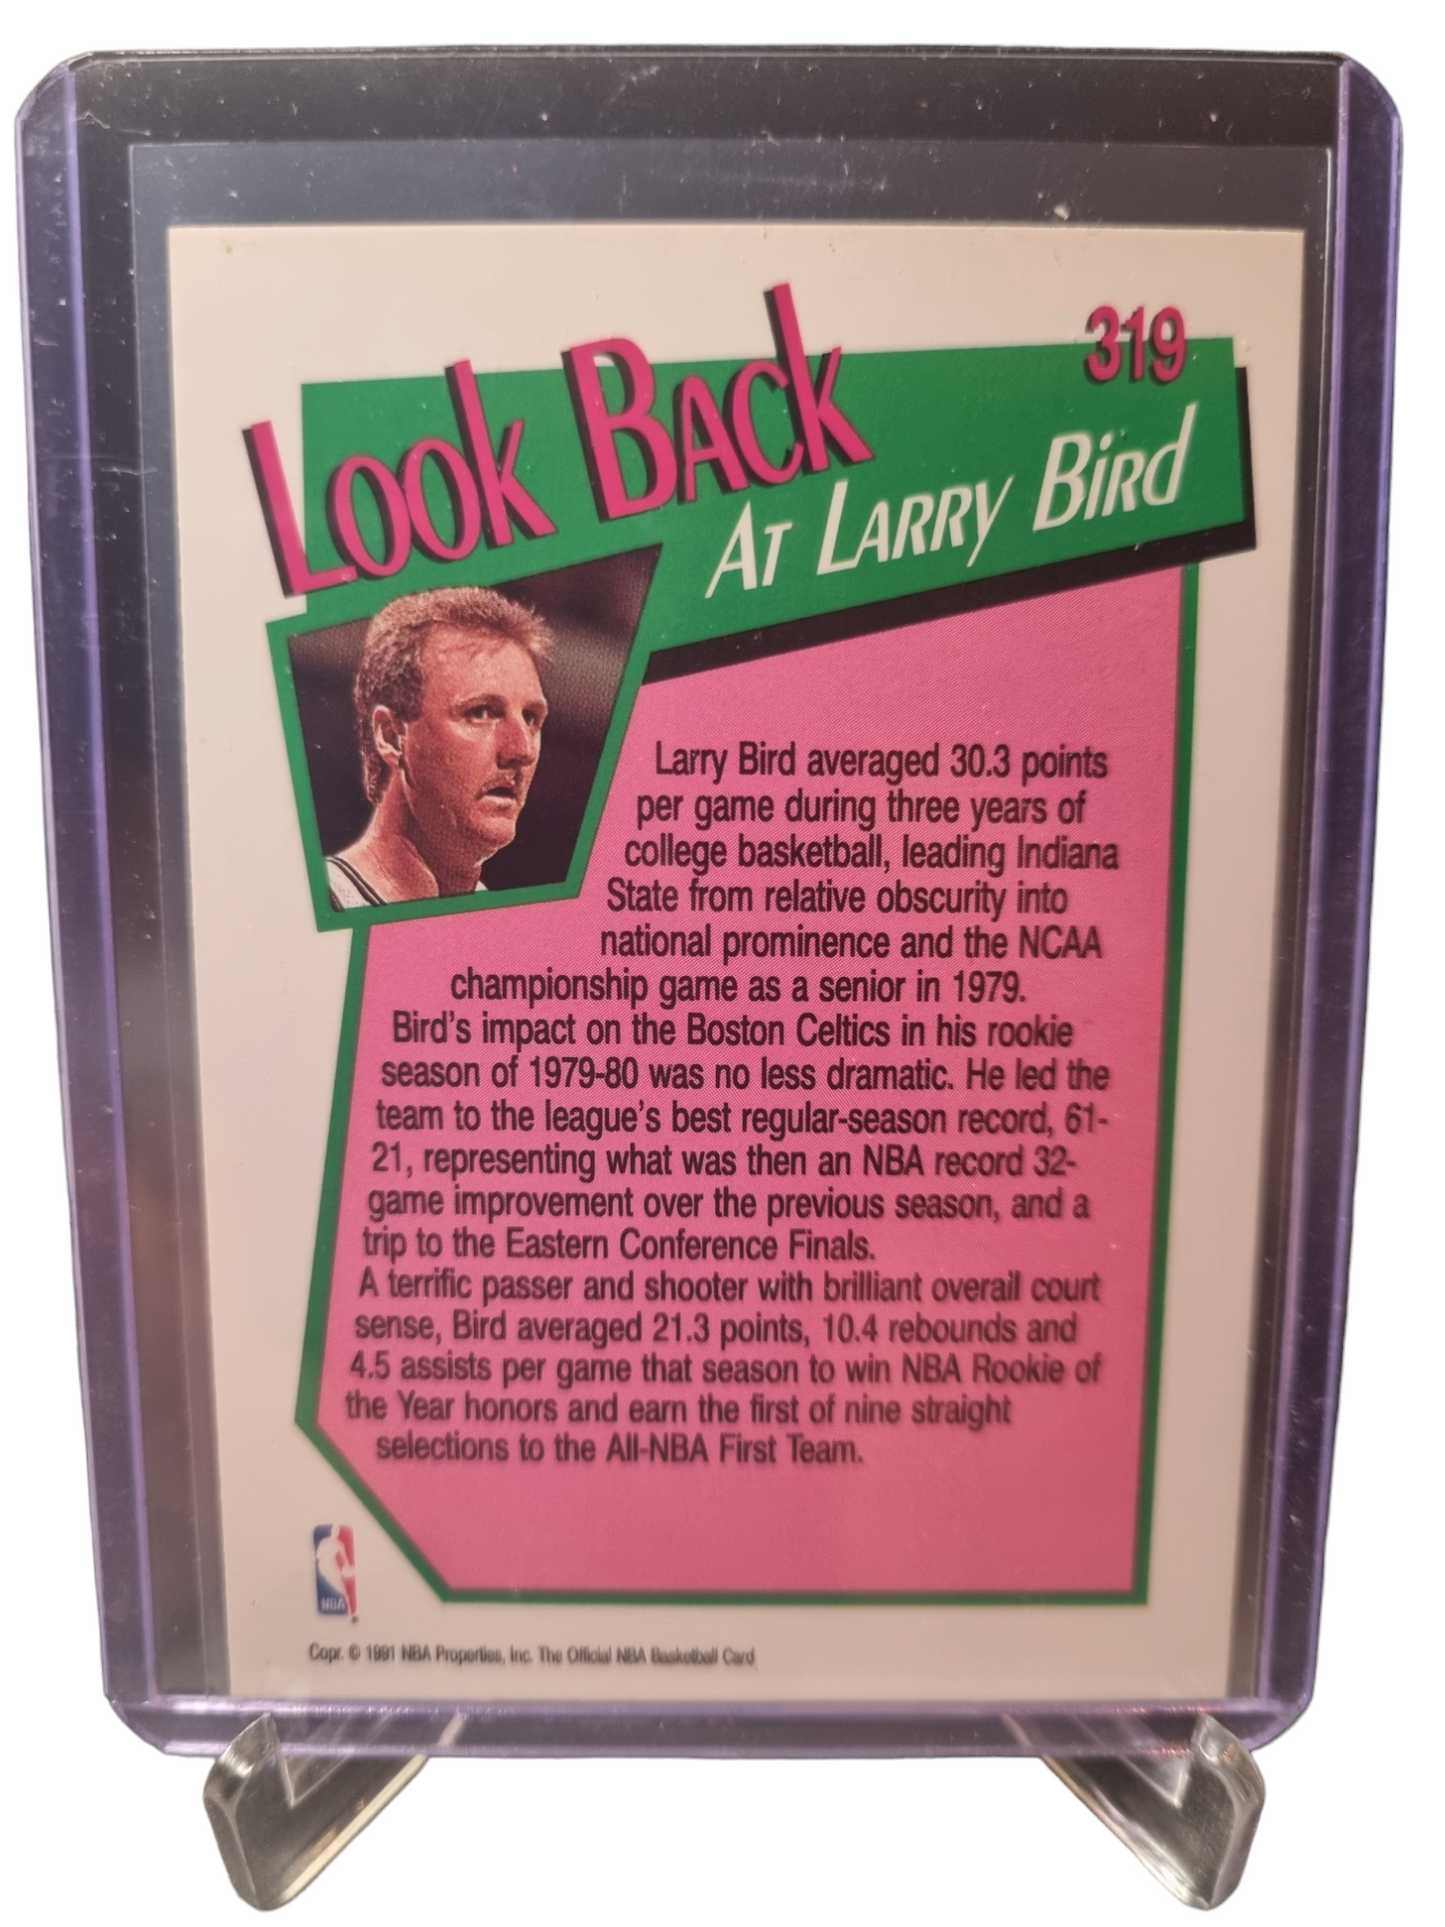 319
Look Back
At Larry Bird
Larry Bird averaged 30.3 points
per game during three years of
college basketball, leading Indiana
State from relative obscurity into
national prominence and the NCAA
championship game as a senior in 1979.
Bird's impact on the Boston Celtics in his rookie
season of 1979-80 was no less dramatic. He led the
team to the league's best regular-season record, 61-
21, representing what was then an NBA record 32-
game improvement over the previous season, and a
trip to the Eastern Conference Finals.
A terrific passer and shooter with brilliant overall court
sense, Bird averaged 21.3 points, 10.4 rebounds and
4.5 assists per game that season to win NBA Rookie of
the Year honors and earn the first of nine straight
selections to the All-NBA First Team.
NBA
Copr. © 1991 NBA Properties, Inc. The Official NBA Basketball Card